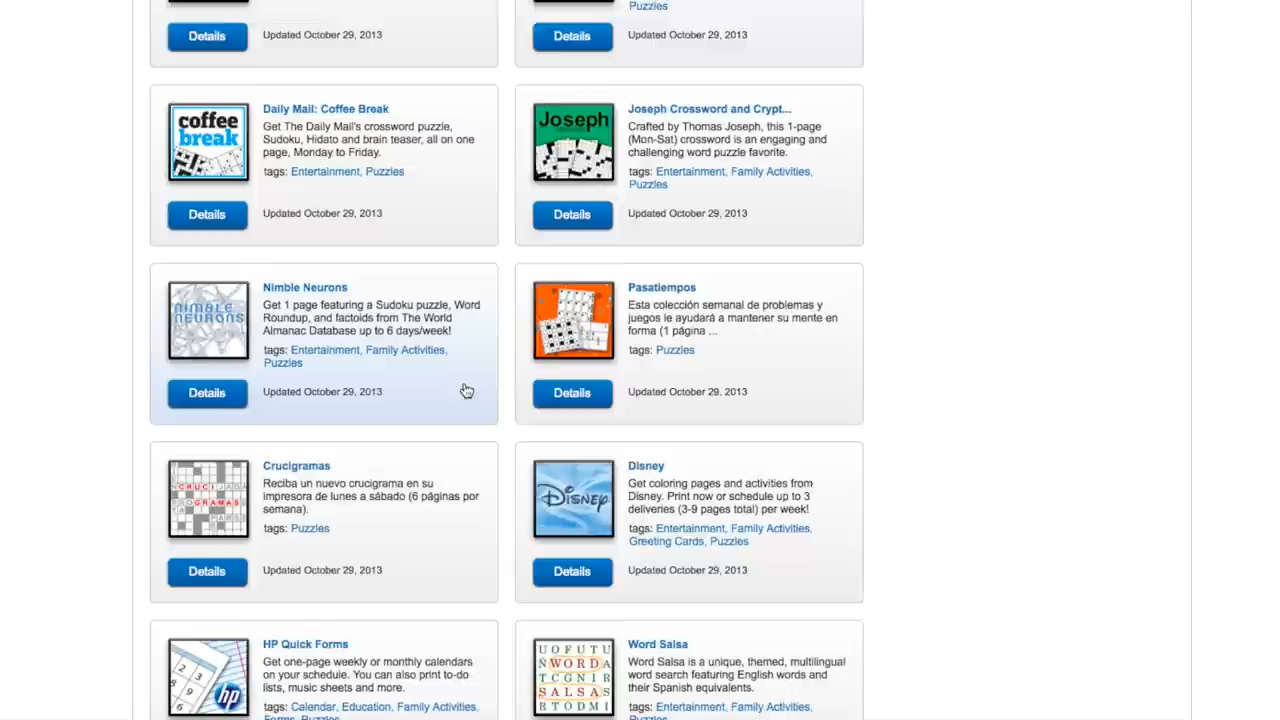 Puzzles
Details
Updated October 29, 2013
Details
Updated October 29, 2013
coffee
break
Daily Mail: Coffee Break
Get The Daily Mail's crossword puzzle,
Sudoku, Hidato and brain teaser, all on one
page, Monday to Friday.
tags: Entertainment, Puzzles
Details
Updated October 29, 2013
Joseph
Joseph Crossword and Crypt...
Crafted by Thomas Joseph, this 1-page
(Mon-Sat) crossword is an engaging and
challenging word puzzle favorite.
tags: Entertainment, Family Activities,
Puzzles
Details
Updated October 29, 2013
NIMBLE
NEURONS
Nimble Neurons
Get 1 page featuring a Sudoku puzzle, Word
Roundup, and factoids from The World
Almanac Database up to 6 days/week!
tags: Entertainment, Family Activities,
Puzzles
Details
Updated October 29, 2013
Pasatiempos
Esta colección semanal de problemas y
juegos le ayudará a mantener su mente en
forma (1 página ...
tags: Puzzles
Details
Updated October 29, 2013
CRUCI
GRAMAS
Crucigramas
Reciba un nuevo crucigrama en su
impresora de lunes a sábado (6 páginas por
semana).
tags: Puzzles
Details
Updated October 29, 2013
Disney
Disney
Get coloring pages and activities from
Disney. Print now or schedule up to 3
deliveries (3-9 pages total) per week!
tags: Entertainment, Family Activities,
Greeting Cards, Puzzles
Details
Updated October 29, 2013
hp
HP Quick Forms
Get one-page weekly or monthly calendars
on your schedule. You can also print to-do
lists, music sheets and more.
tags: Calendar, Education, Family Activities,
Forms, Puzzles
UOFUTU
ÑWORDA
TCGNIR
SALSAS
RTODMI
Word Salsa
Word Salsa is a unique, themed, multilingual
word search featuring English words and
their Spanish equivalents.
tags: Entertainment, Family Activities,
Puzzles